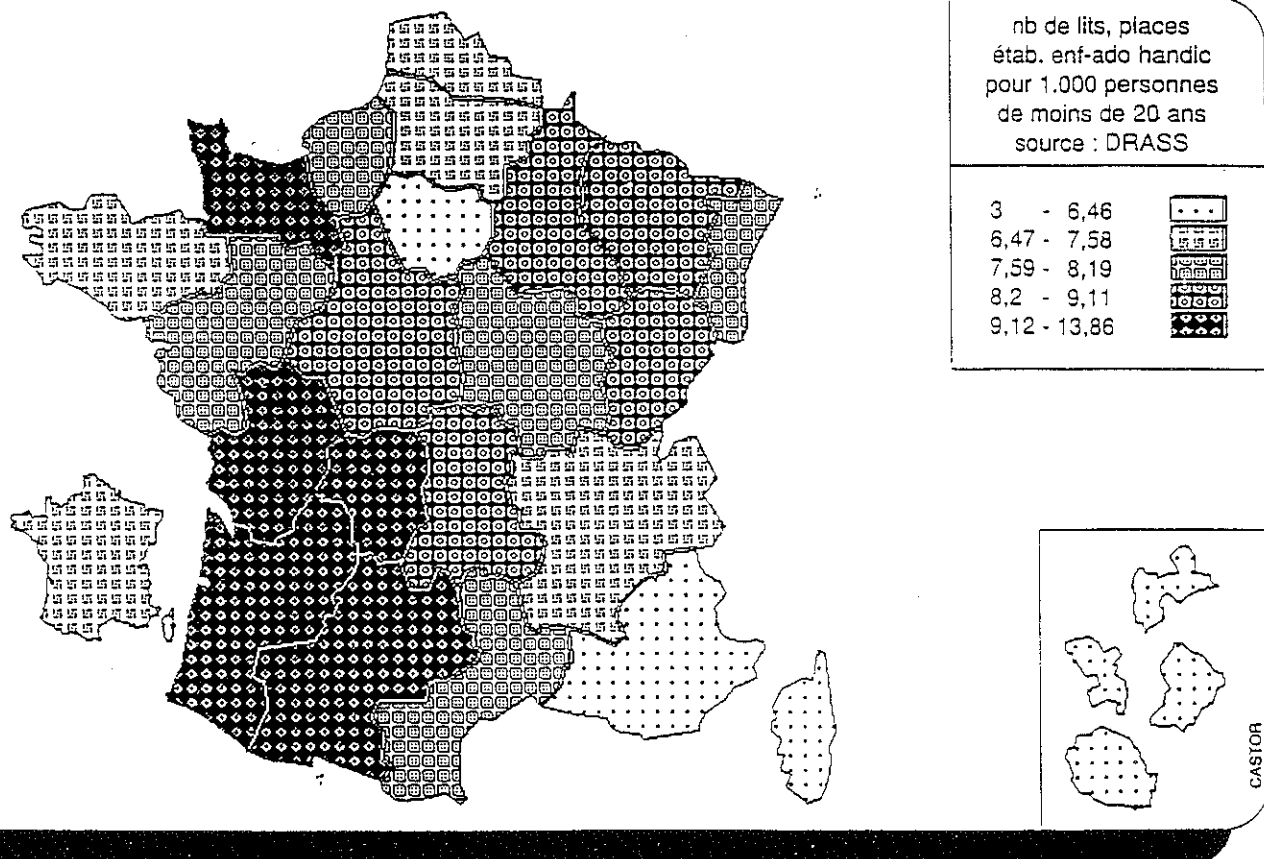 nb de lits, places
étab. enf-ado handic
pour 1.000 personnes
de moins de 20 ans
source : DRASS
3 - 6,46
6,47 - 7,58
7,59 - 8,19
8,2 - 9,11
9,12 - 13,86
CASTOR